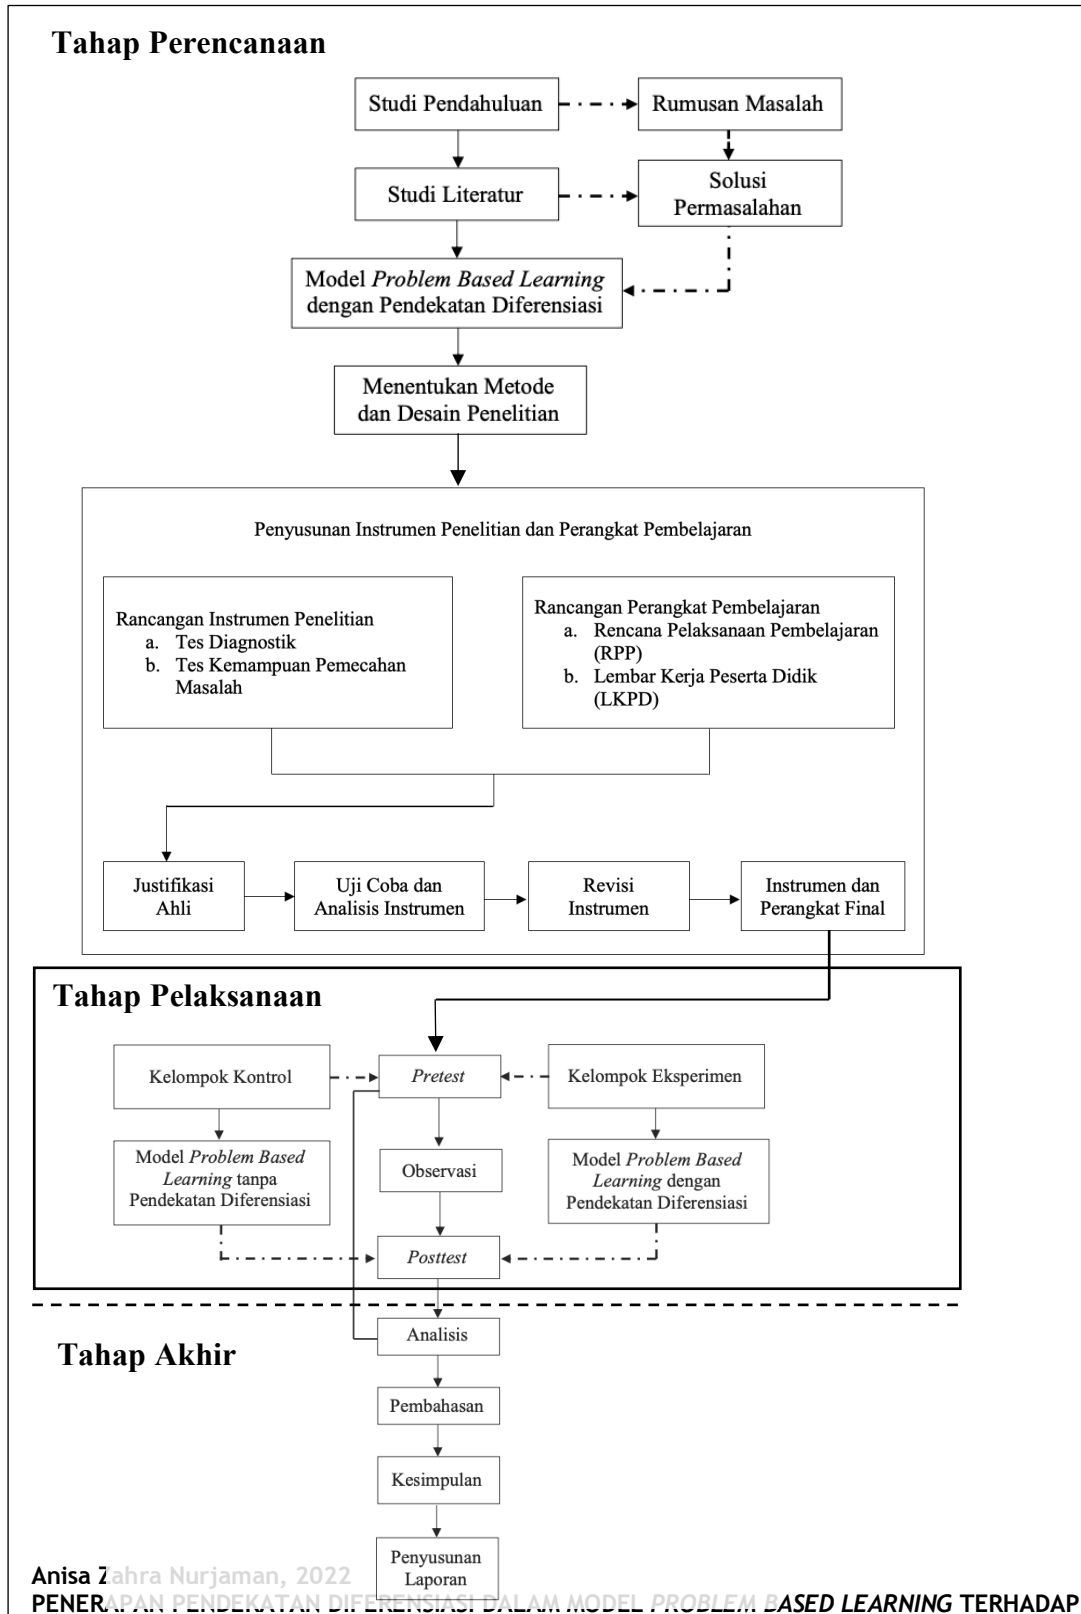 Tahap Perencanaan
Studi Pendahuluan
Rumusan Masalah
Studi Literatur
Solusi
Permasalahan
Model Problem Based Learning
dengan Pendekatan Diferensiasi
Menentukan Metode
dan Desain Penelitian
Penyusunan Instrumen Penelitian dan Perangkat Pembelajaran
Rancangan Instrumen Penelitian
a. Tes Diagnostik
b. Tes Kemampuan Pemecahan
Masalah
Rancangan Perangkat Pembelajaran
a. Rencana Pelaksanaan Pembelajaran
(RPP)
b. Lembar Kerja Peserta Didik
(LKPD)
Justifikasi
Ahli
Uji Coba dan
Analisis Instrumen
Revisi
Instrumen
Instrumen dan
Perangkat Final
Tahap Pelaksanaan
Kelompok Kontrol
Pretest
Kelompok Eksperimen
Model Problem Based
Learning tanpa
Pendekatan Diferensiasi
Observasi
Model Problem Based
Learning dengan
Pendekatan Diferensiasi
Posttest
Analisis
Tahap Akhir
Pembahasan
Kesimpulan
Penyusunan
Laporan
Anisa Zahra Nurjaman, 2022
PENERAPAN PENDEKATAN DIFERENSIASI DALAM MODEL PROBLEM BASED LEARNING TERHADAP